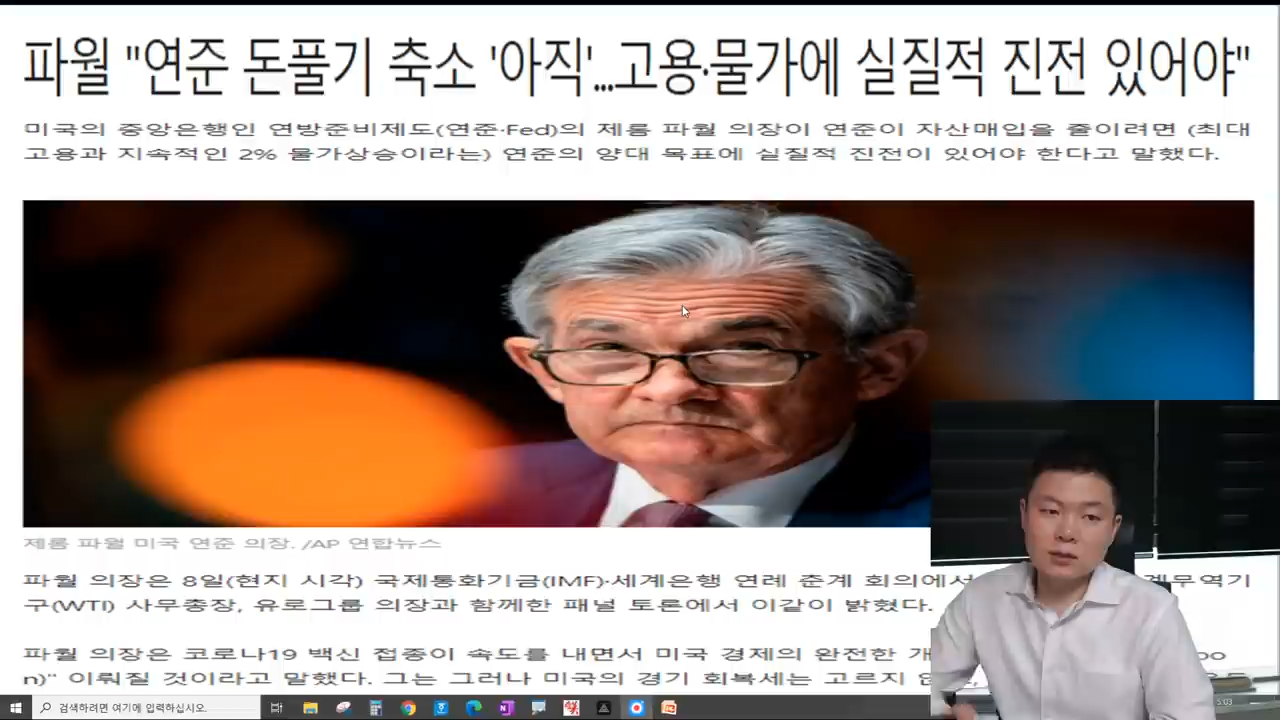 파월 "연준 돈풀기 축소 '아직'...고용·물가에 실질적 진전 있어야"
미국의 중앙은행인 연방준비제도(연준·Fed)의 제롬 파월 의장이 연준이 자산매입을 줄이려면 (최대
고용과 지속적인 2% 물가상승이라는) 연준의 양대 목표에 실질적 진전이 있어야 한다고 말했다.
제롬 파월 미국 연준 의장. /AP 연합뉴스
파월 의장은 8일(현지 시각) 국제통화기금(IMF)·세계은행 연례 춘계 회의에서 계무역기
구(WTI) 사무총장, 유로그룹 의장과 함께한 패널 토론에서 이같이 밝혔다.
파월 의장은 코로나19 백신 접종이 속도를 내면서 미국 경제의 완전한 개 oo
n)" 이뤄질 것이라고 말했다. 그는 그러나 미국의 경기 회복세는 고르지
검색하려면 여기에 입력하십시오.
5:03